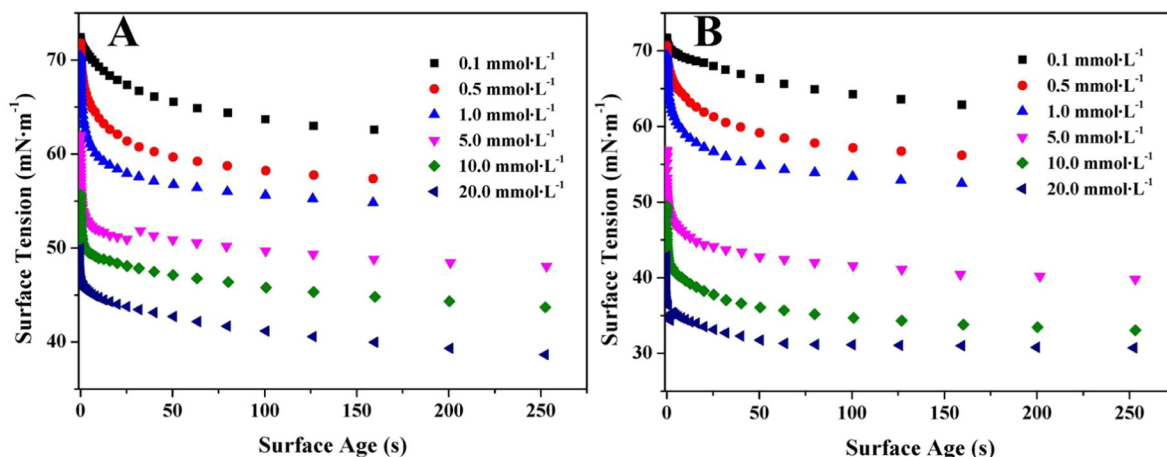 A
70
60
50
40
Surface Tension (mN·m⁻¹)
0.1 mmol·L⁻¹
0.5 mmol·L⁻¹
1.0 mmol·L⁻¹
5.0 mmol·L⁻¹
10.0 mmol·L⁻¹
20.0 mmol·L⁻¹
0 50 100 150 200 250
Surface Age (s)
B
70
60
50
40
30
Surface Tension (mN·m⁻¹)
0.1 mmol·L⁻¹
0.5 mmol·L⁻¹
1.0 mmol·L⁻¹
5.0 mmol·L⁻¹
10.0 mmol·L⁻¹
20.0 mmol·L⁻¹
0 50 100 150 200 250
Surface Age (s)